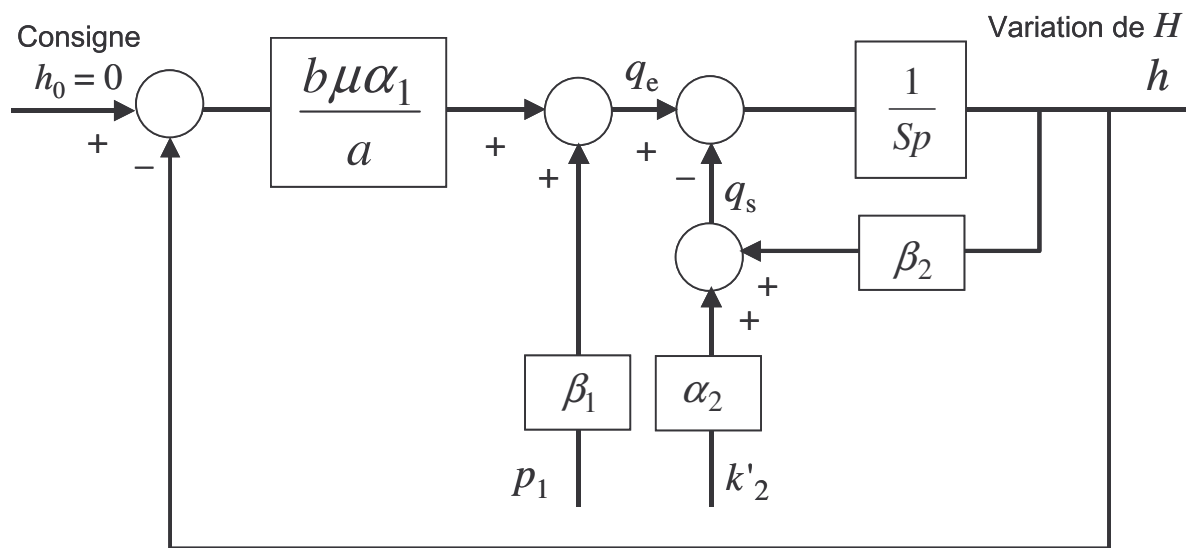 Consigne
h₀ = 0
+
−
bμα₁
a
+
+
qₑ
+
−
qₛ
1
Sp
Variation de H
h
β₂
+
+
β₁
α₂
p₁
k'₂